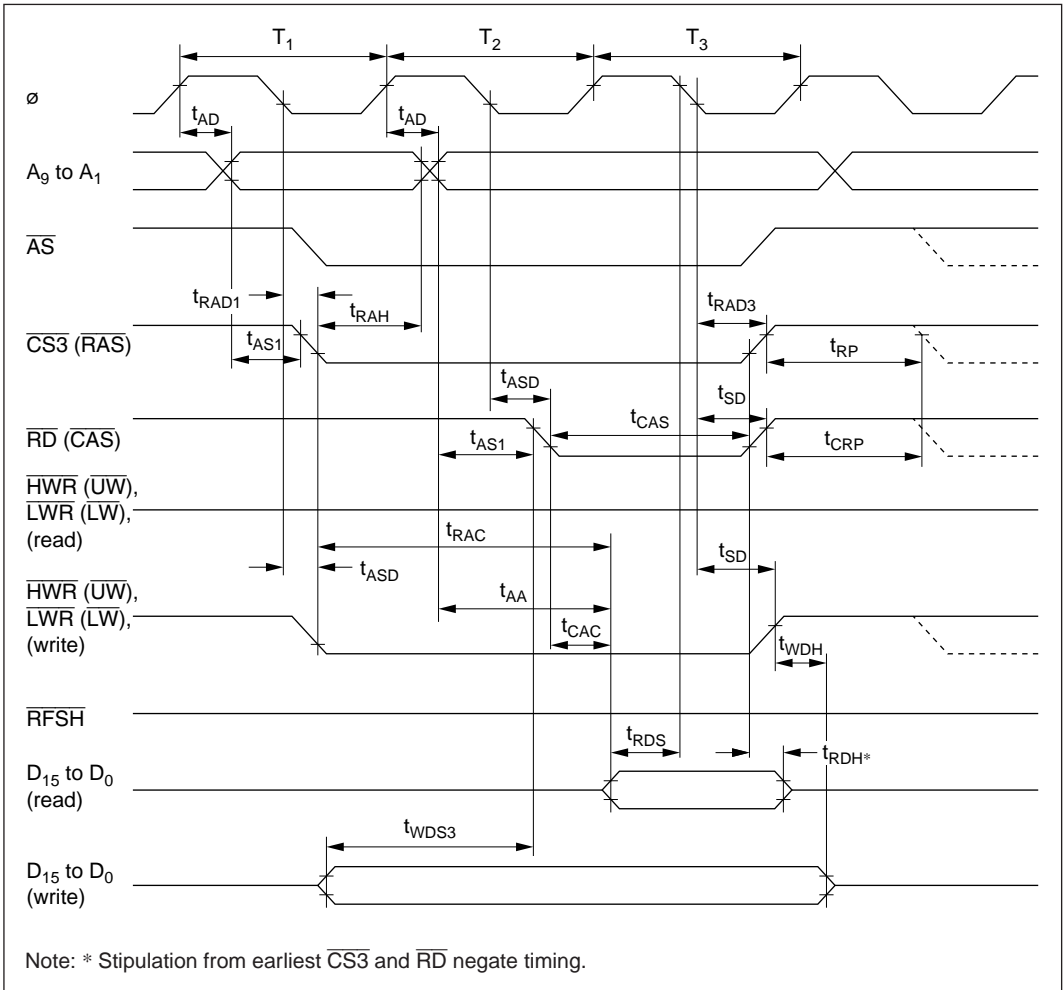 T1 T2 T3
ø
tAD tAD
A9 to A1
AS
tRAD1 tRAH tRAD3
CS3 (RAS)
tAS1 tRP
tASD tSD
RD (CAS)
tCAS
tAS1 tCRP
HWR (UW),
LWR (LW),
(read)
tRAC
tASD tSD
HWR (UW),
LWR (LW),
(write)
tAA
tCAC
tWDH
RFSH
tRDS tRDH*
D15 to D0
(read)
tWDS3
D15 to D0
(write)
Note: * Stipulation from earliest CS3 and RD negate timing.